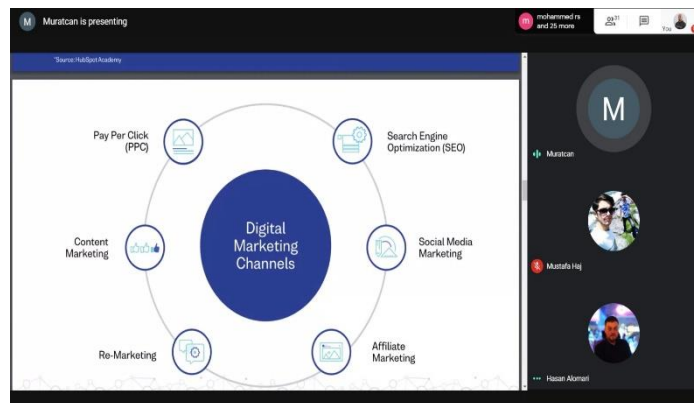 M Muratcan is presenting
m mohammed rs
and 25 more
31
You
*Source: HubSpot Academy
Pay Per Click
(PPC)
Search Engine
Optimization (SEO)
Digital
Marketing
Channels
Content
Marketing
Social Media
Marketing
Re-Marketing
Affiliate
Marketing
M
Muratcan
Mustafa Haj
Hasan Alomari